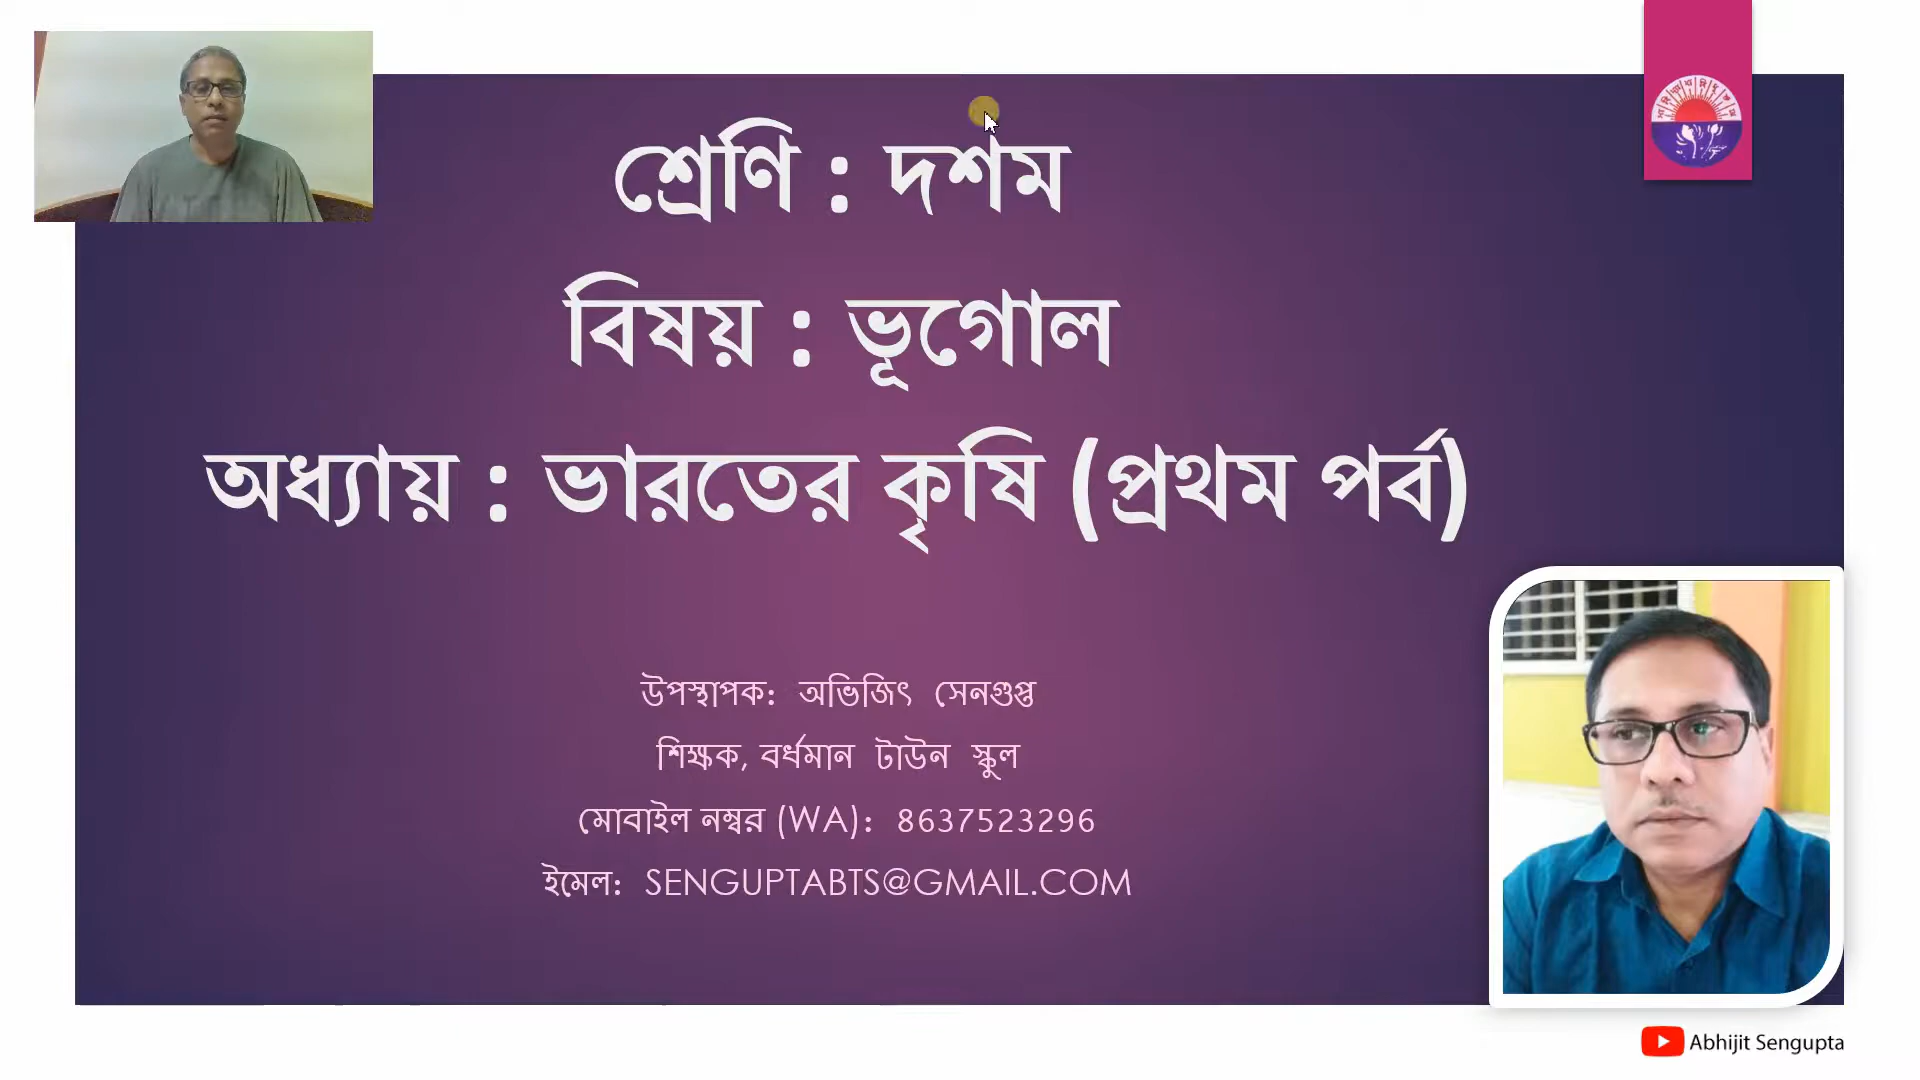 শ্রেণি : দশম
বিষয় : ভূগোল
অধ্যায় : ভারতের কৃষি (প্রথম পর্ব)
উপস্থাপক: অভিজিৎ সেনগুপ্ত
শিক্ষক, বর্ধমান টাউন স্কুল
মোবাইল নম্বর (WA): 8637523296
ইমেল: SENGUPTABTS@GMAIL.COM
Abhijit Sengupta